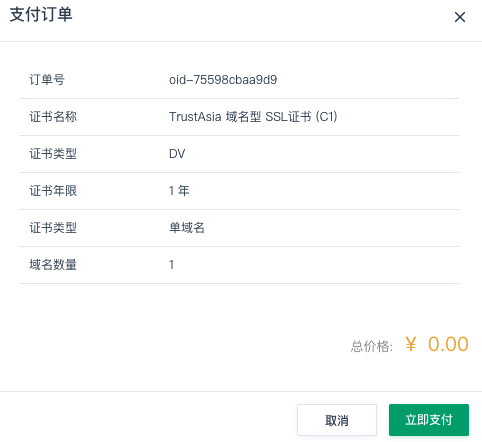 支付订单
订单号 oid-75598cbaa9d9
证书名称 TrustAsia 域名型 SSL证书 (C1)
证书类型 DV
证书年限 1 年
证书类型 单域名
域名数量 1
总价格: ¥ 0.00
取消 立即支付